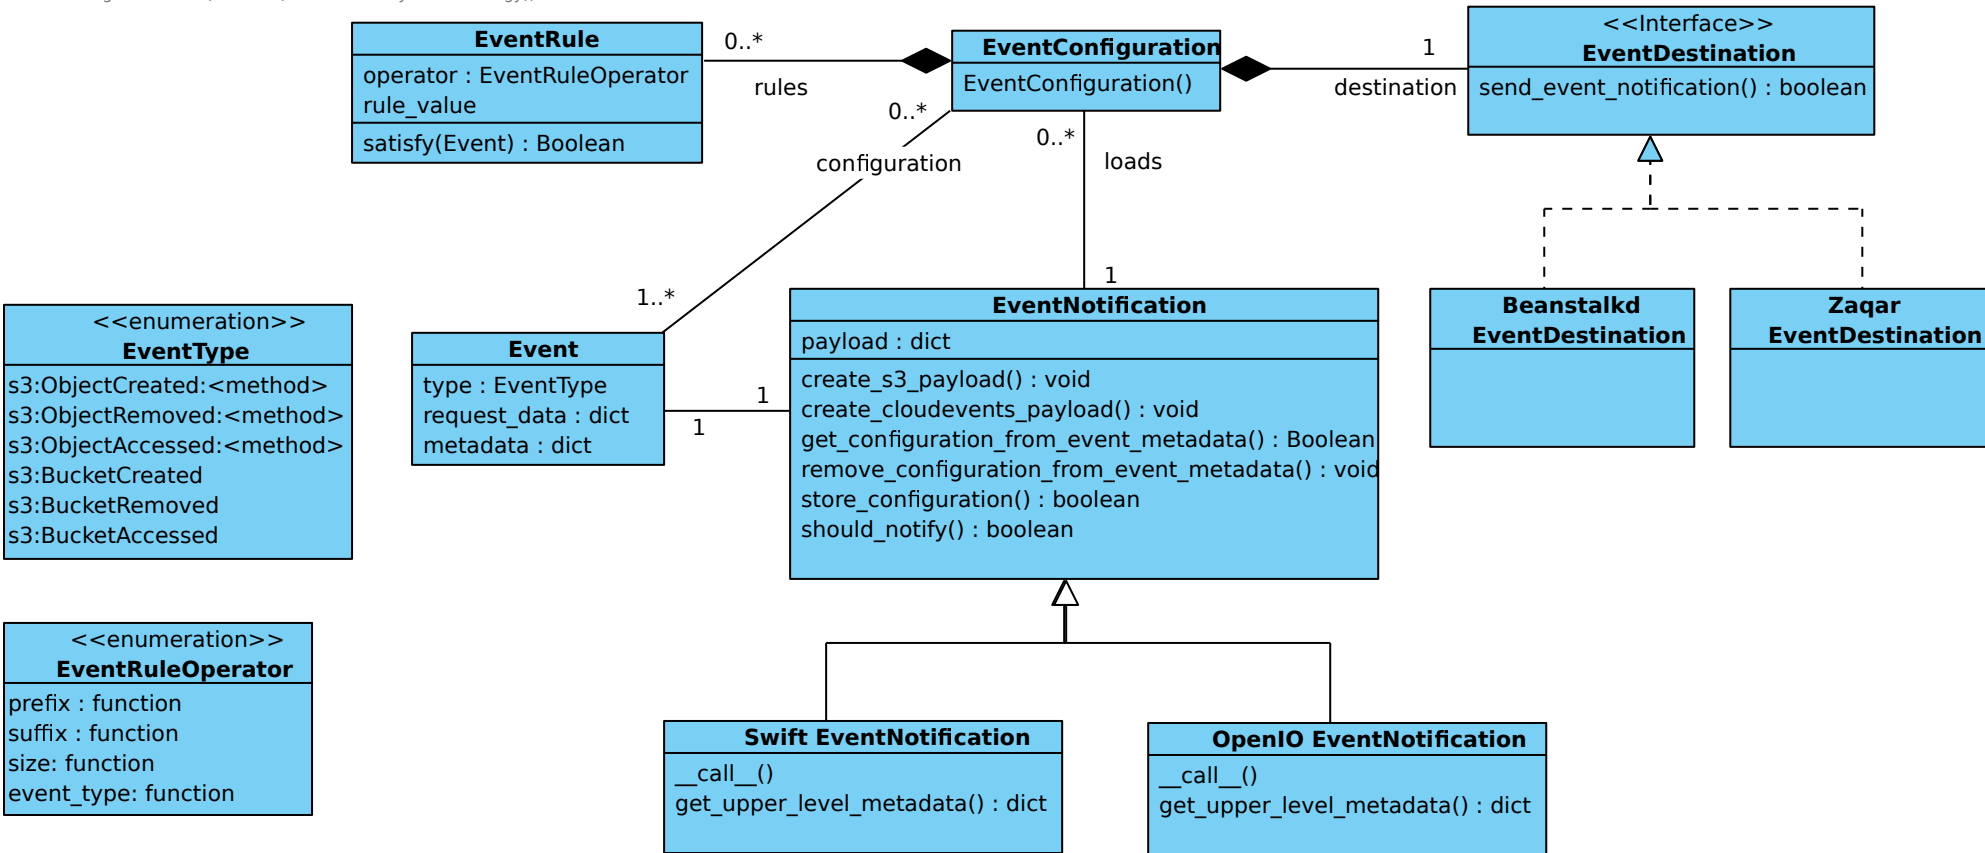 EventRule
operator : EventRuleOperator
rule_value
satisfy(Event) : Boolean
0..*
rules
EventConfiguration
EventConfiguration()
1
destination
<<Interface>>
EventDestination
send_event_notification() : boolean
0..*
configuration
1..*
0..*
loads
1
<<enumeration>>
EventType
s3:ObjectCreated:<method>
s3:ObjectRemoved:<method>
s3:ObjectAccessed:<method>
s3:BucketCreated
s3:BucketRemoved
s3:BucketAccessed
Event
type : EventType
request_data : dict
metadata : dict
1
1
EventNotification
payload : dict
create_s3_payload() : void
create_cloudevents_payload() : void
get_configuration_from_event_metadata() : Boolean
remove_configuration_from_event_metadata() : void
store_configuration() : boolean
should_notify() : boolean
Beanstalkd
EventDestination
Zaqar
EventDestination
<<enumeration>>
EventRuleOperator
prefix : function
suffix : function
size: function
event_type: function
Swift EventNotification
__call__()
get_upper_level_metadata() : dict
OpenIO EventNotification
__call__()
get_upper_level_metadata() : dict